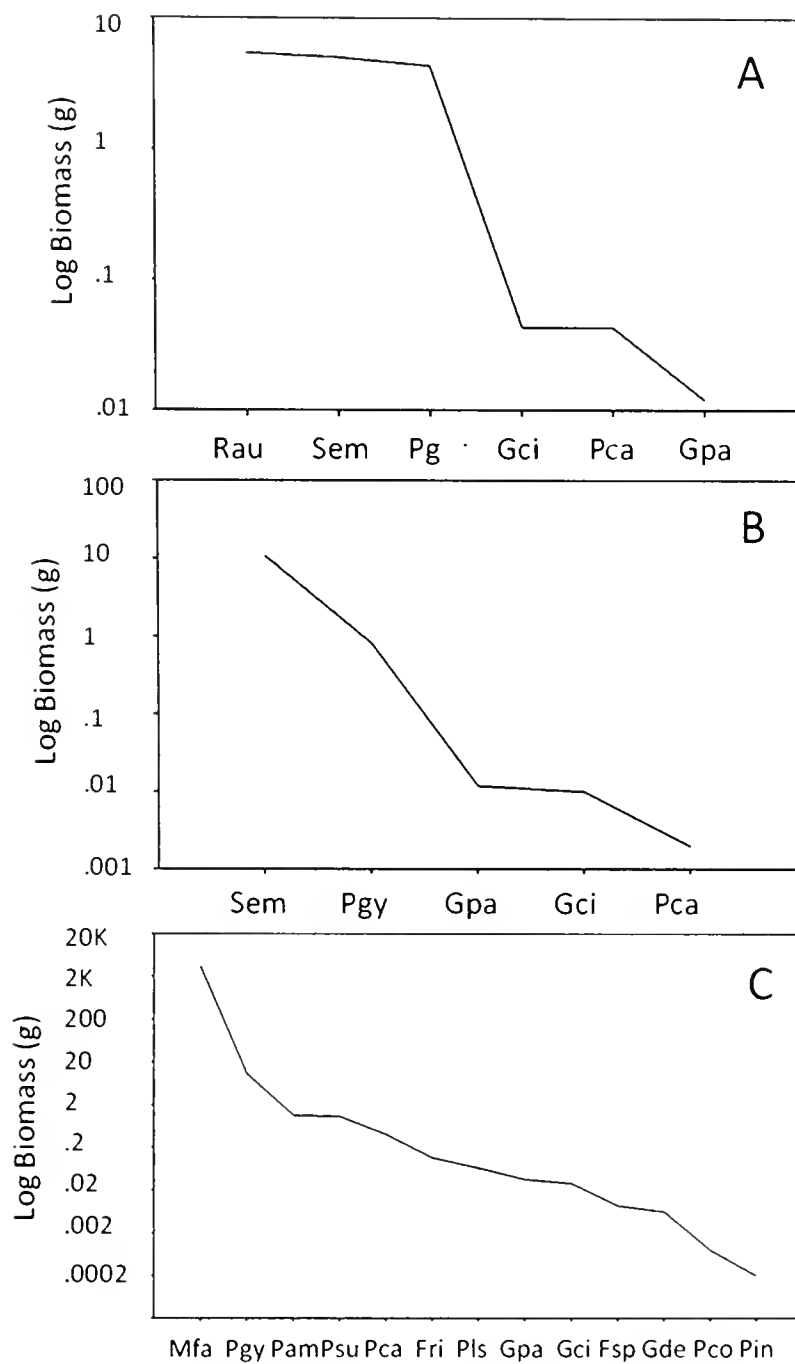 10
A
1
.1
.01
Log Biomass (g)
Rau Sem Pg Gci Pca Gpa
100
B
10
1
.1
.01
.001
Log Biomass (g)
Sem Pgy Gpa Gci Pca
20K
C
2K
200
20
2
.2
.02
.002
.0002
Log Biomass (g)
Mfa Pgy Pam Psu Pca Fri Pls Gpa Gci Fsp Gde Pco Pin